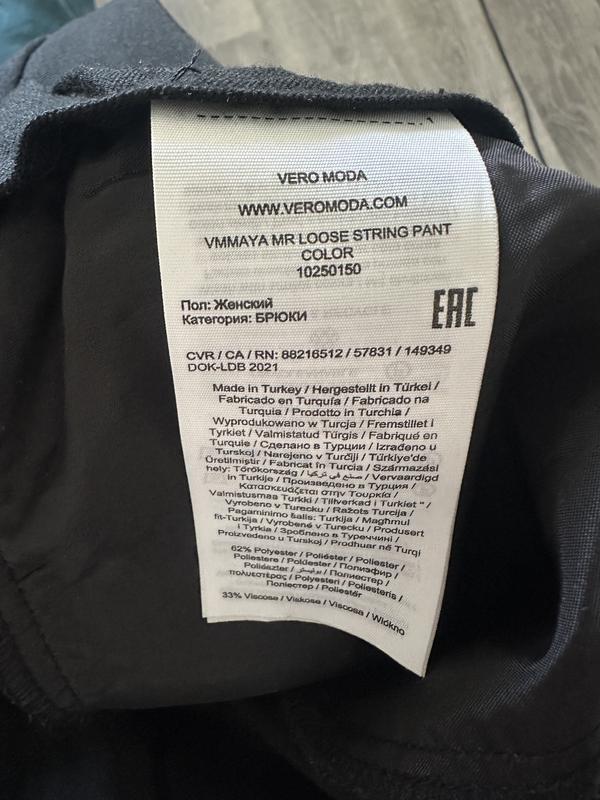 VERO MODA
WWW.VEROMODA.COM
VMMAYA MR LOOSE STRING PANT
COLOR
10250150
Пол: Женский
Категория: БРЮКИ
EAC
CVR / CA / RN: 88216512 / 57831 / 149349
DOK-LDB 2021
Made in Turkey / Hergestellt in Türkei /
Fabricado en Turquía / Fabricado na
Turquia / Prodotto in Turchia /
Wyprodukowano w Turcja / Fremstillet i
Tyrkiet / Valmistatud Türgis / Fabriqué en
Turquie / Сделано в Турции / Izrađeno u
Turskoj / Narejeno v Turčiji / Türkiye'de
Üretilmiştir / Fabricat în Turcia / Származási
hely: Törökország / صنع في تركيا / Vervaardigd
in Turkije / Произведено в Турция /
Κατασκευάζεται στην Τουρκία /
Valmistusmaa Turkki / Tillverkad i Turkiet " /
Vyrobeno v Turecku / Ražots Turcija /
Pagaminimo šalis: Turkija / Magħmul
fit-Turkija / Vyrobené v Turecku / Produsert
i Tyrkia / Зроблено в Туреччині /
Proizvedeno u Turskoj / Prodhuar në Turqi
62% Polyester / Poliéster / Poliester /
Poliestere / Polüester / Полиэфир /
Poliészter / بوليستر / Полиестер /
πολυεστέρας / Polyesteri / Poliesteris /
Поліестер / Poliestër
33% Viscose / Viskose / Viscosa / Włókno